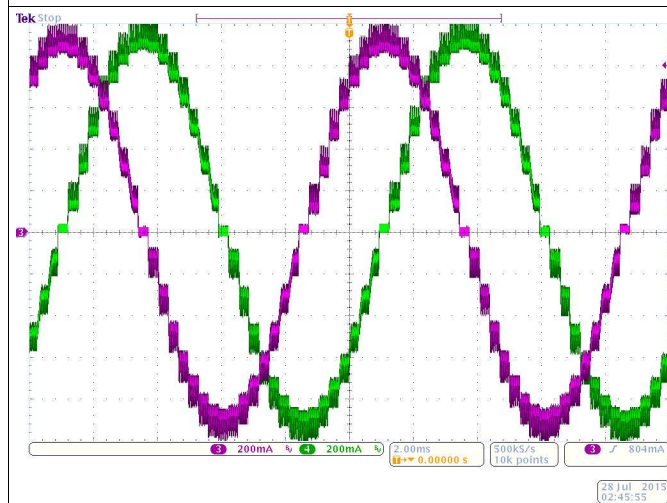 Tek Stop
T
T
3
3 200mA 4 200mA 2.00ms 500kS/s 3 804mA
T 0.00000 s 10k points
28 Jul 2015
02:45:55